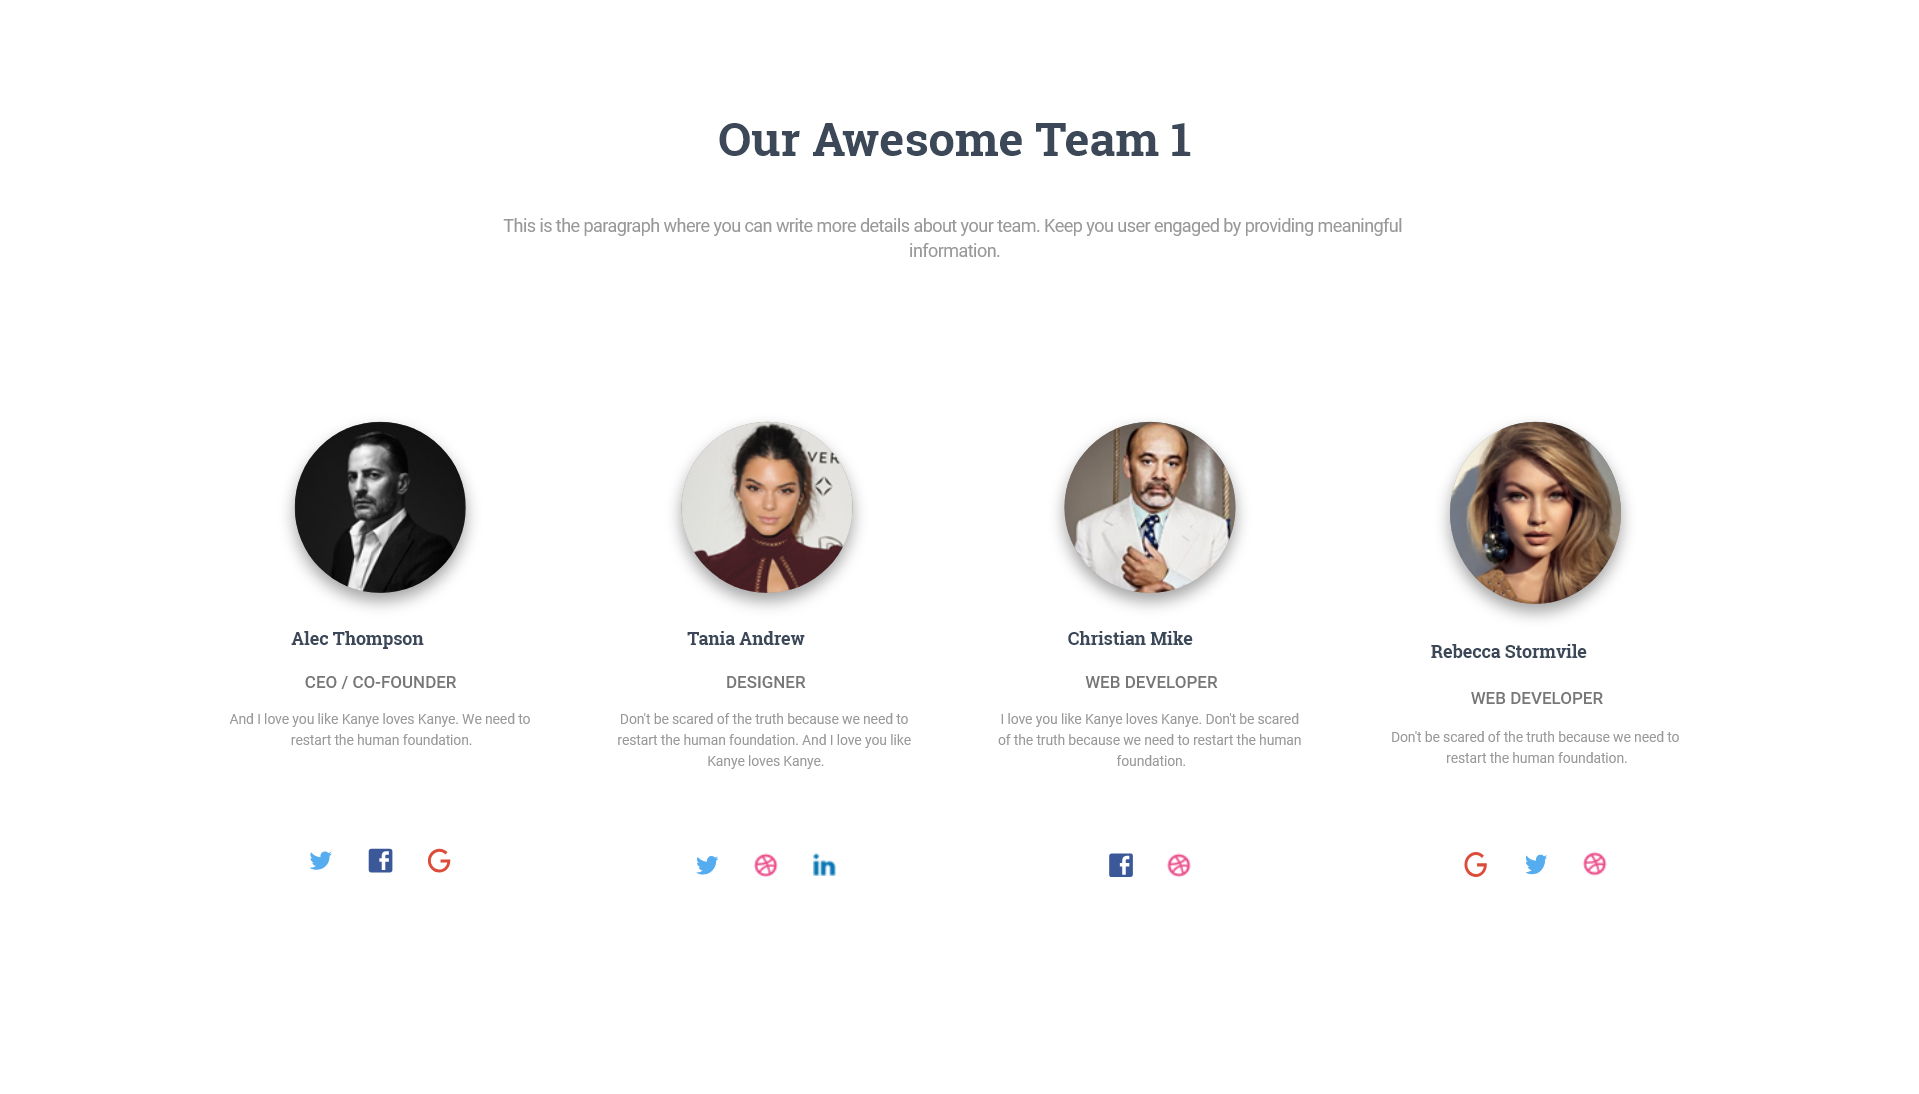 Our Awesome Team 1
This is the paragraph where you can write more details about your team. Keep you user engaged by providing meaningful
information.
VER
Alec Thompson
CEO / CO-FOUNDER
And I love you like Kanye loves Kanye. We need to
restart the human foundation.
Tania Andrew
DESIGNER
Don't be scared of the truth because we need to
restart the human foundation. And I love you like
Kanye loves Kanye.
in
Christian Mike
WEB DEVELOPER
I love you like Kanye loves Kanye. Don't be scared
of the truth because we need to restart the human
foundation.
Rebecca Stormvile
WEB DEVELOPER
Don't be scared of the truth because we need to
restart the human foundation.